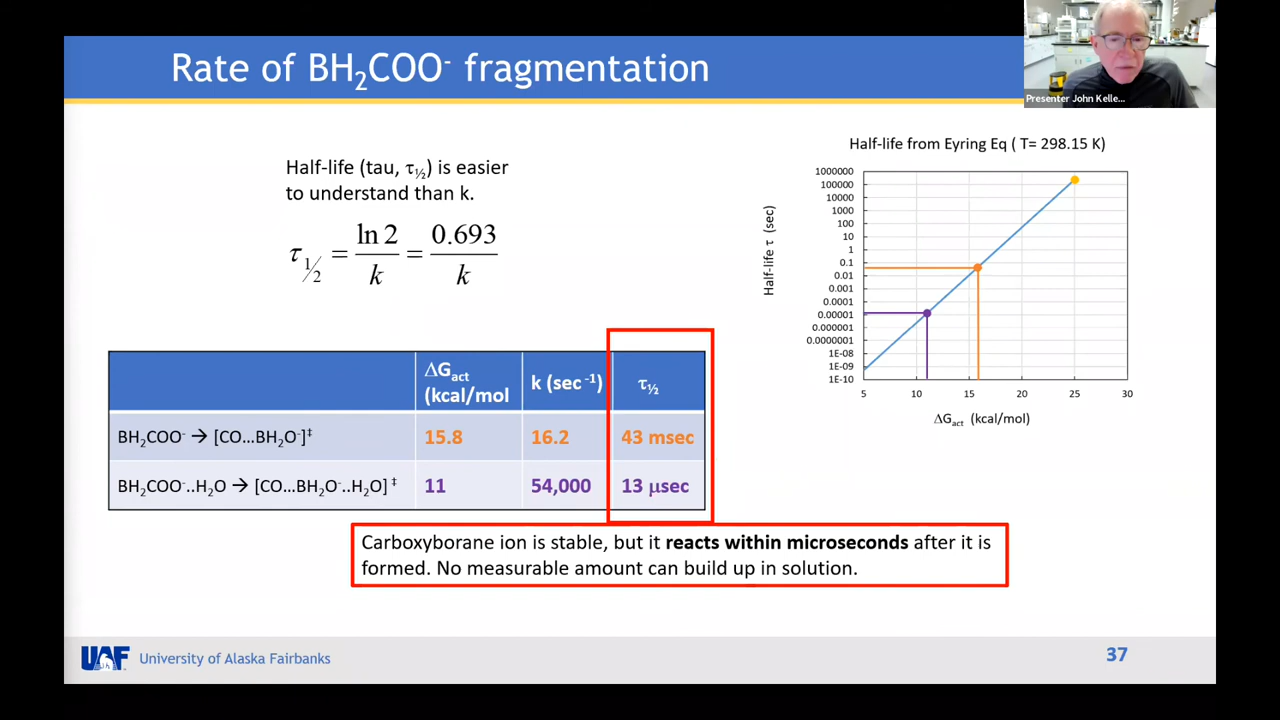 Rate of BH₂COO⁻ fragmentation
Presenter John Kelle...
Half-life (tau, τ½) is easier
to understand than k.
τ½ = ln 2 / k = 0.693 / k
Half-life from Eyring Eq ( T= 298.15 K)
Half-life τ (sec)
1000000
100000
10000
1000
100
10
1
0.1
0.01
0.001
0.0001
0.00001
0.000001
0.0000001
1E-08
1E-09
1E-10
5 10 15 20 25 30
ΔGact (kcal/mol)
ΔGact (kcal/mol k (sec⁻¹) τ½
BH₂COO⁻ → [CO...BH₂O⁻]‡ 15.8 16.2 43 msec
BH₂COO⁻..H₂O → [CO...BH₂O⁻..H₂O]‡ 11 54,000 13 μsec
Carboxyborane ion is stable, but it reacts within microseconds after it is
formed. No measurable amount can build up in solution.
UAF University of Alaska Fairbanks
37